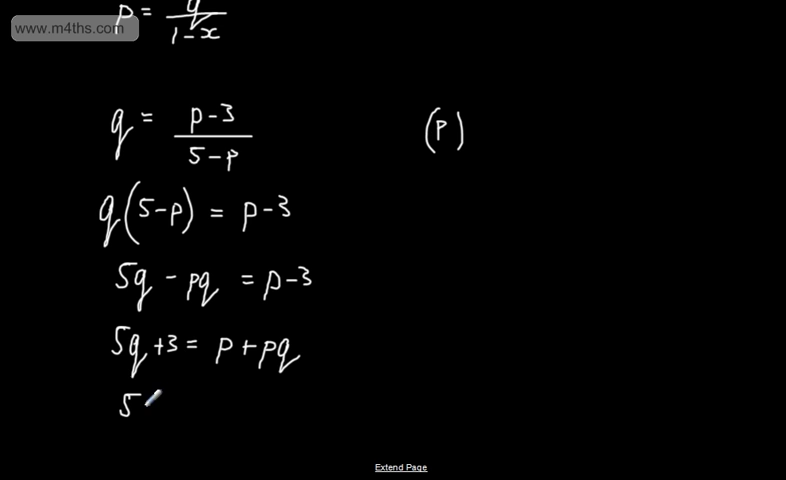 www.m4ths.com
p = q / 1-x
q = p-3 / 5-p (p)
q(5-p) = p-3
5q - pq = p-3
5q+3 = p+pq
5
Extend Page